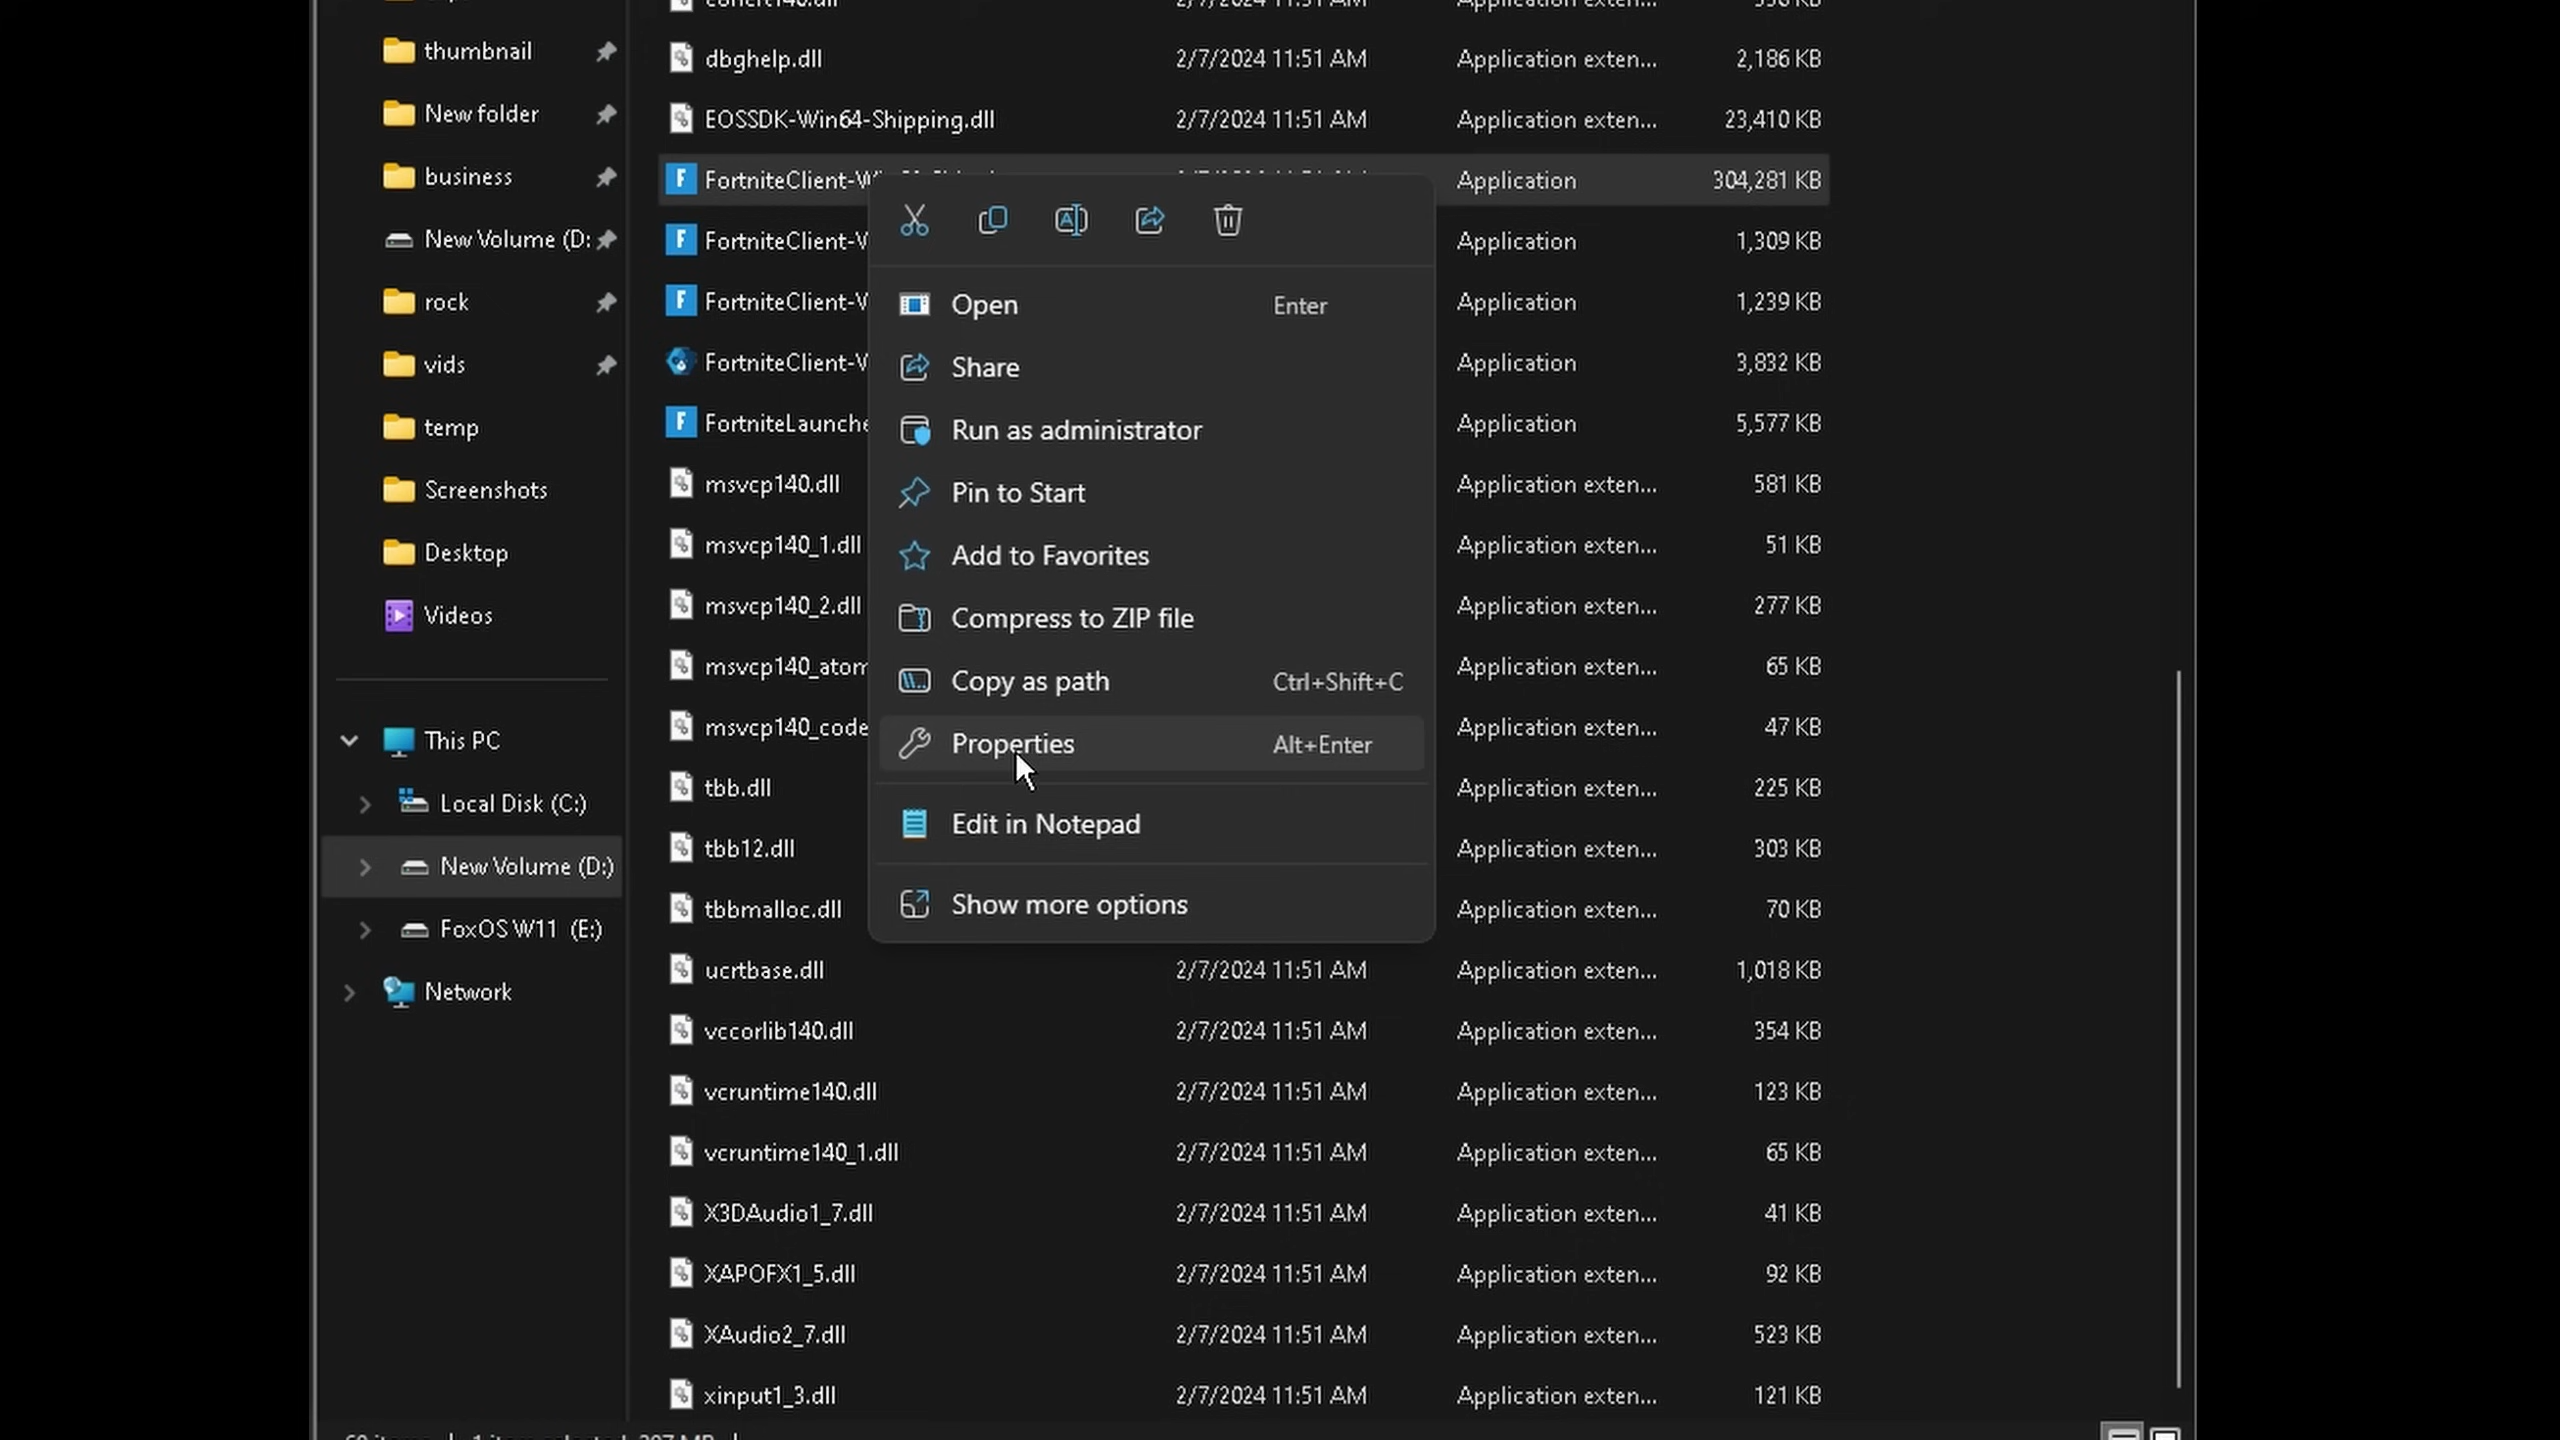 thumbnail
New folder
business
New Volume (D:
rock
vids
temp
Screenshots
Desktop
Videos
This PC
Local Disk (C:)
New Volume (D:)
FoxOS W11 (E:)
Network
dbghelp.dll 2/7/2024 11:51 AM Application exten... 2,186 KB
EOSSDK-Win64-Shipping.dll 2/7/2024 11:51 AM Application exten... 23,410 KB
FortniteClient-W Application 304,281 KB
FortniteClient-W Application 1,309 KB
FortniteClient-W Application 1,239 KB
FortniteClient-W Application 3,832 KB
FortniteLaunche Application 5,577 KB
msvcp140.dll Application exten... 581 KB
msvcp140_1.dll Application exten... 51 KB
msvcp140_2.dll Application exten... 277 KB
msvcp140_atom Application exten... 65 KB
msvcp140_code Application exten... 47 KB
tbb.dll Application exten... 225 KB
tbb12.dll Application exten... 303 KB
tbbmalloc.dll Application exten... 70 KB
ucrtbase.dll 2/7/2024 11:51 AM Application exten... 1,018 KB
vccorlib140.dll 2/7/2024 11:51 AM Application exten... 354 KB
vcruntime140.dll 2/7/2024 11:51 AM Application exten... 123 KB
vcruntime140_1.dll 2/7/2024 11:51 AM Application exten... 65 KB
X3DAudio1_7.dll 2/7/2024 11:51 AM Application exten... 41 KB
XAPOFX1_5.dll 2/7/2024 11:51 AM Application exten... 92 KB
XAudio2_7.dll 2/7/2024 11:51 AM Application exten... 523 KB
xinput1_3.dll 2/7/2024 11:51 AM Application exten... 121 KB
Open Enter
Share
Run as administrator
Pin to Start
Add to Favorites
Compress to ZIP file
Copy as path Ctrl+Shift+C
Properties Alt+Enter
Edit in Notepad
Show more options